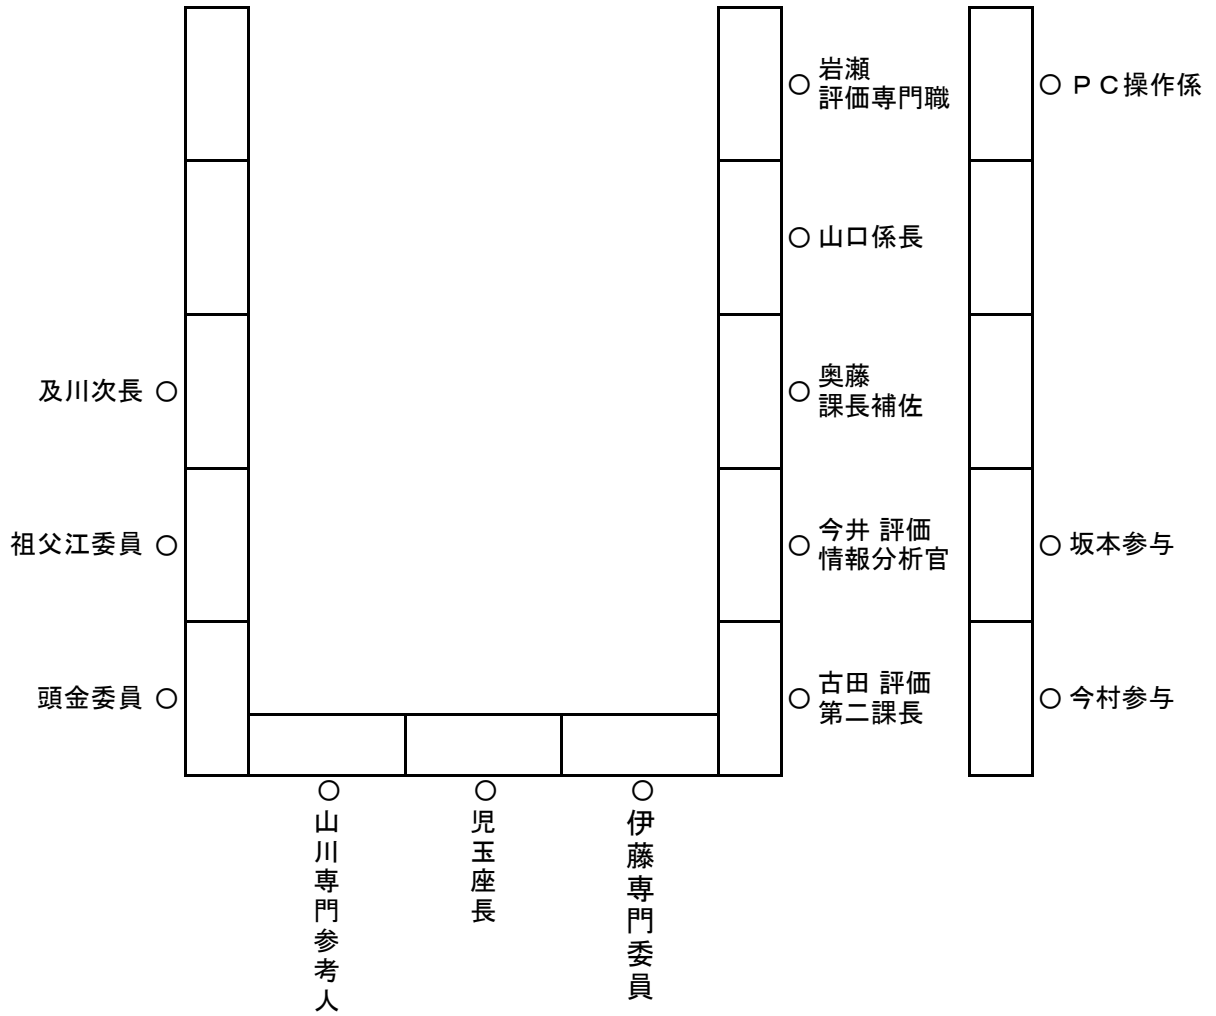 岩瀬
評価専門職
○ ＰＣ操作係
○ 山口係長
及川次長 ○
○ 奥藤
課長補佐
祖父江委員 ○
○ 今井 評価
情報分析官
○ 坂本参与
頭金委員 ○
○ 古田 評価
第二課長
○ 今村参与
○山川専門参考人
○児玉座長
○伊藤専門委員